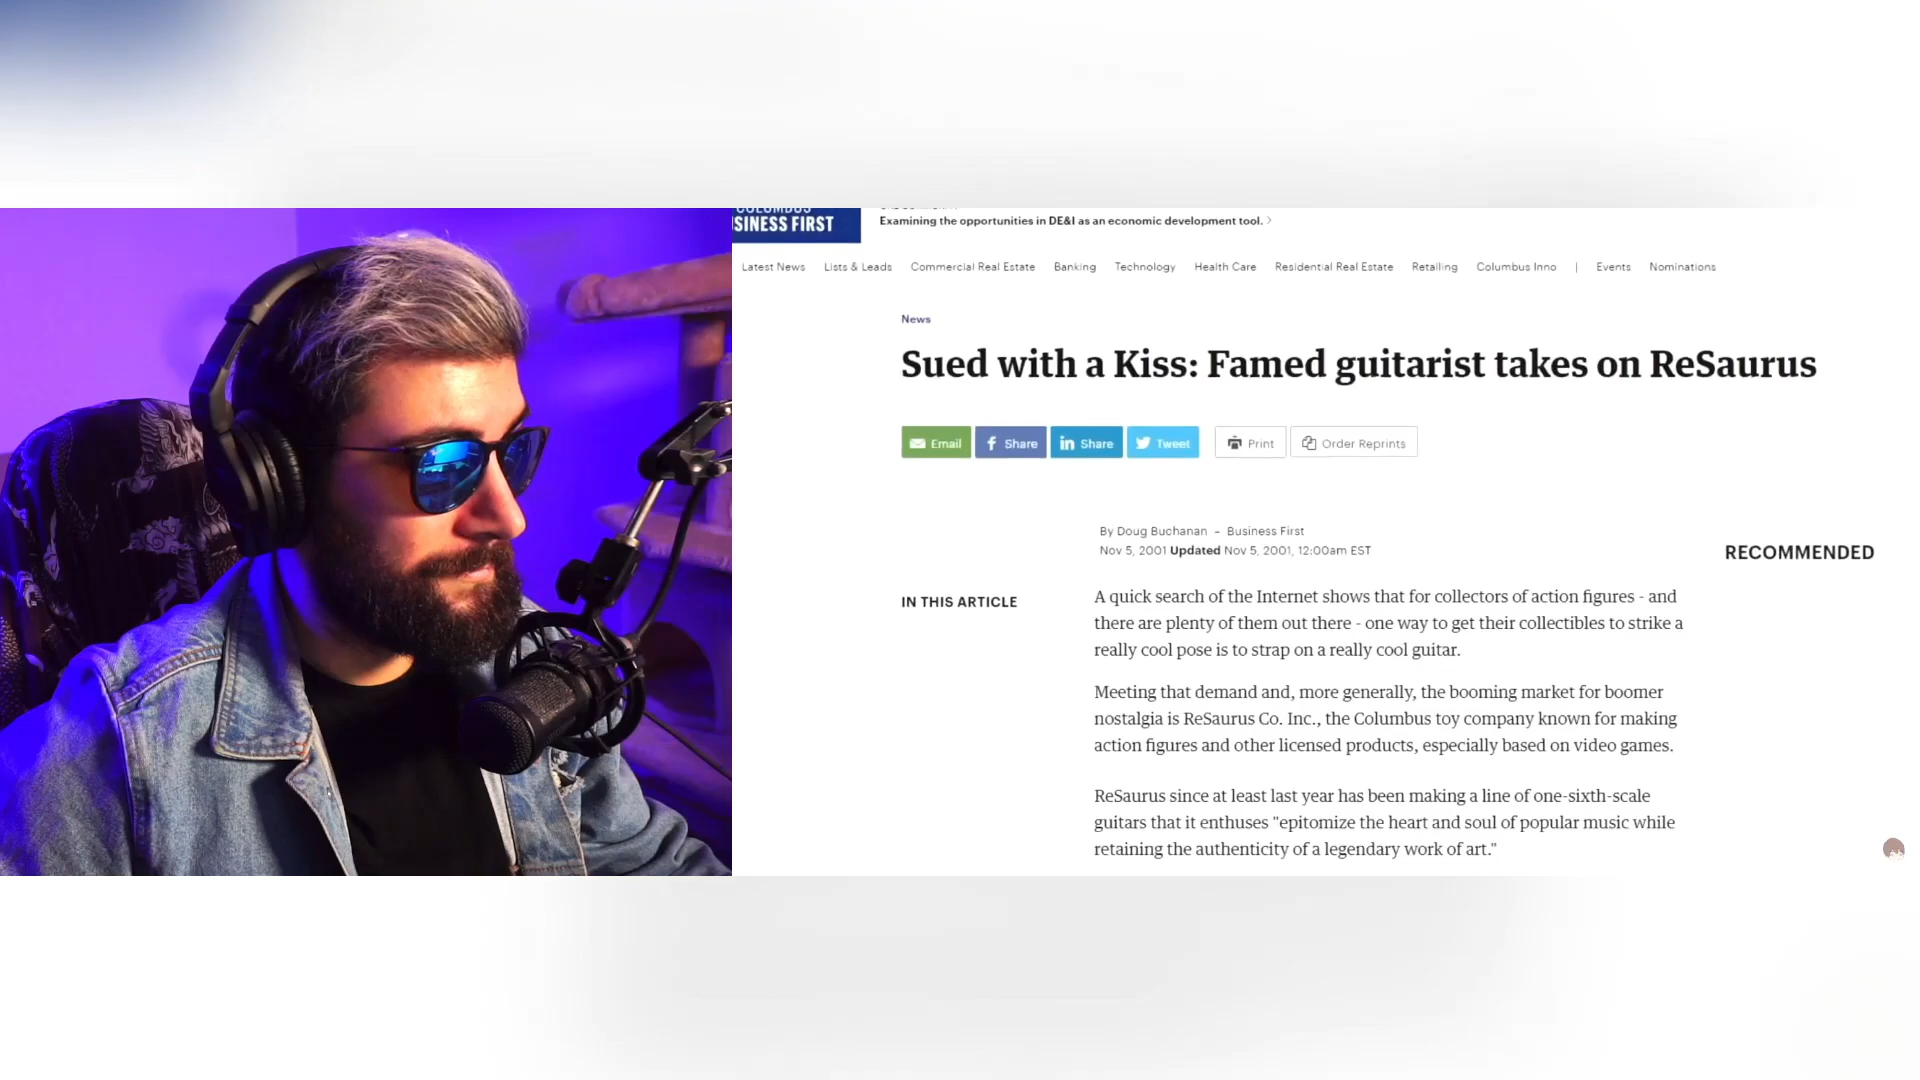 COLUMBUS
SINESS FIRST
Examining the opportunities in DE&I as an economic development tool. >
Latest News Lists & Leads Commercial Real Estate Banking Technology Health Care Residential Real Estate Retailing Columbus Inno | Events Nominations
News
Sued with a Kiss: Famed guitarist takes on ReSaurus
Email Share in Share Tweet Print Order Reprints
By Doug Buchanan – Business First
Nov 5, 2001 Updated Nov 5, 2001, 12:00am EST
RECOMMENDED
IN THIS ARTICLE
A quick search of the Internet shows that for collectors of action figures - and
there are plenty of them out there - one way to get their collectibles to strike a
really cool pose is to strap on a really cool guitar.
Meeting that demand and, more generally, the booming market for boomer
nostalgia is ReSaurus Co. Inc., the Columbus toy company known for making
action figures and other licensed products, especially based on video games.
ReSaurus since at least last year has been making a line of one-sixth-scale
guitars that it enthuses "epitomize the heart and soul of popular music while
retaining the authenticity of a legendary work of art."